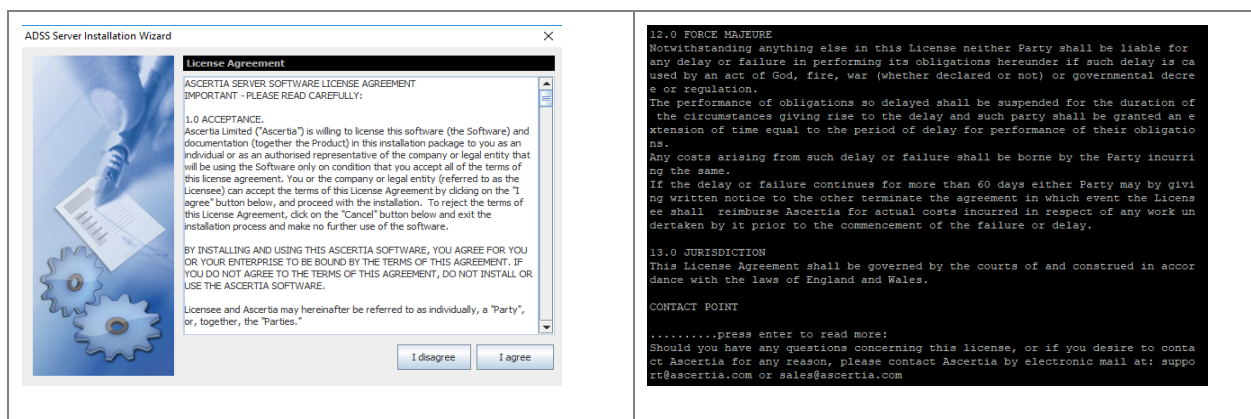 ADSS Server Installation Wizard
License Agreement
ASCERTIA SERVER SOFTWARE LICENSE AGREEMENT
IMPORTANT - PLEASE READ CAREFULLY:
1.0 ACCEPTANCE.
Ascertia Limited ("Ascertia") is willing to license this software (the Software) and
documentation (together the Product) in this installation package to you as an
individual or as an authorised representative of the company or legal entity that
will be using the Software only on condition that you accept all of the terms of
this license agreement. You or the company or legal entity (referred to as the
Licensee) can accept the terms of this License Agreement by clicking on the "I
agree" button below, and proceed with the installation. To reject the terms of
this License Agreement, click on the "Cancel" button below and exit the
installation process and make no further use of the software.
BY INSTALLING AND USING THIS ASCERTIA SOFTWARE, YOU AGREE FOR YOU
OR YOUR ENTERPRISE TO BE BOUND BY THE TERMS OF THIS AGREEMENT. IF
YOU DO NOT AGREE TO THE TERMS OF THIS AGREEMENT, DO NOT INSTALL OR
USE THE ASCERTIA SOFTWARE.
Licensee and Ascertia may hereinafter be referred to as individually, a "Party",
or, together, the "Parties."
I disagree
I agree
12.0 FORCE MAJEURE
Notwithstanding anything else in this License neither Party shall be liable for
any delay or failure in performing its obligations hereunder if such delay is ca
used by an act of God, fire, war (whether declared or not) or governmental decre
e or regulation.
The performance of obligations so delayed shall be suspended for the duration of
the circumstances giving rise to the delay and such party shall be granted an e
xtension of time equal to the period of delay for performance of their obligatio
ns.
Any costs arising from such delay or failure shall be borne by the Party incurri
ng the same.
If the delay or failure continues for more than 60 days either Party may by givi
ng written notice to the other terminate the agreement in which event the Licens
ee shall  reimburse Ascertia for actual costs incurred in respect of any work un
dertaken by it prior to the commencement of the failure or delay.
13.0 JURISDICTION
This License Agreement shall be governed by the courts of and construed in accor
dance with the laws of England and Wales.
CONTACT POINT
..........press enter to read more:
Should you have any questions concerning this license, or if you desire to conta
ct Ascertia for any reason, please contact Ascertia by electronic mail at: suppo
rt@ascertia.com or sales@ascertia.com